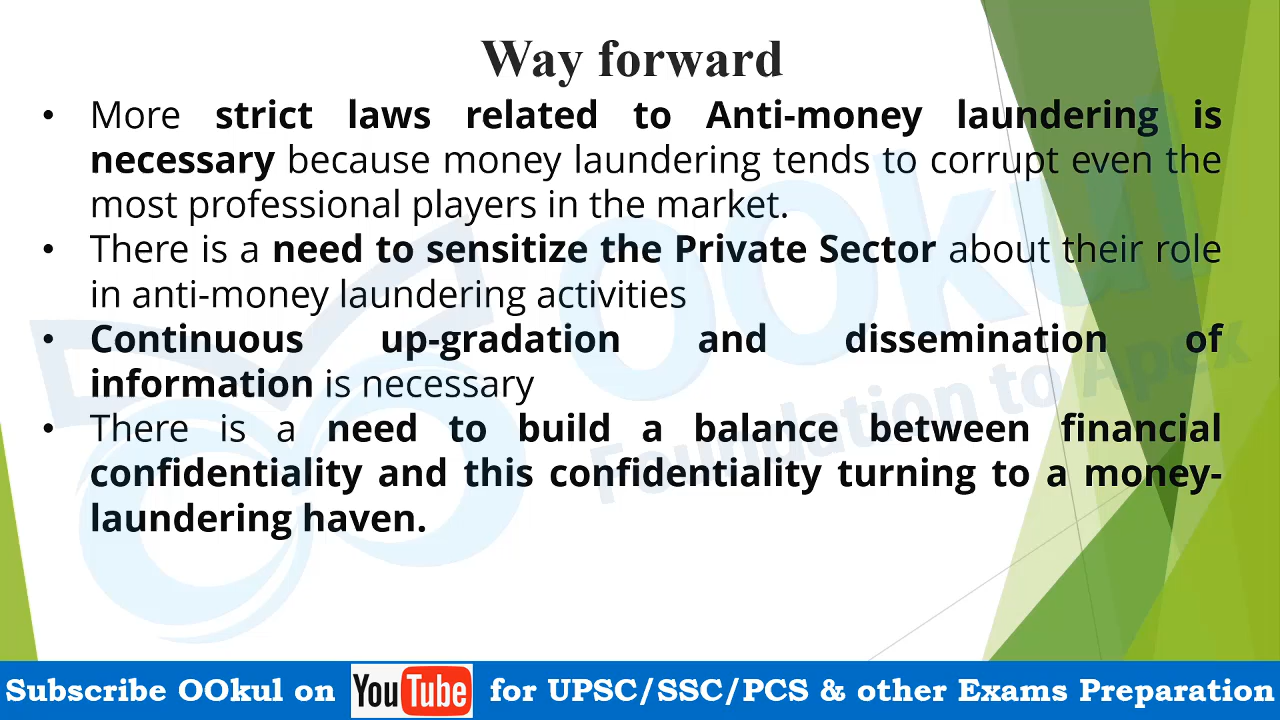 Way forward
• More strict laws related to Anti-money laundering is
necessary because money laundering tends to corrupt even the
most professional players in the market.
• There is a need to sensitize the Private Sector about their role
in anti-money laundering activities
• Continuous up-gradation and dissemination of
information is necessary
• There is a need to build a balance between financial
confidentiality and this confidentiality turning to a money-
laundering haven.
OOkul
Foundation to Apex
Subscribe OOkul on YouTube for UPSC/SSC/PCS & other Exams Preparation